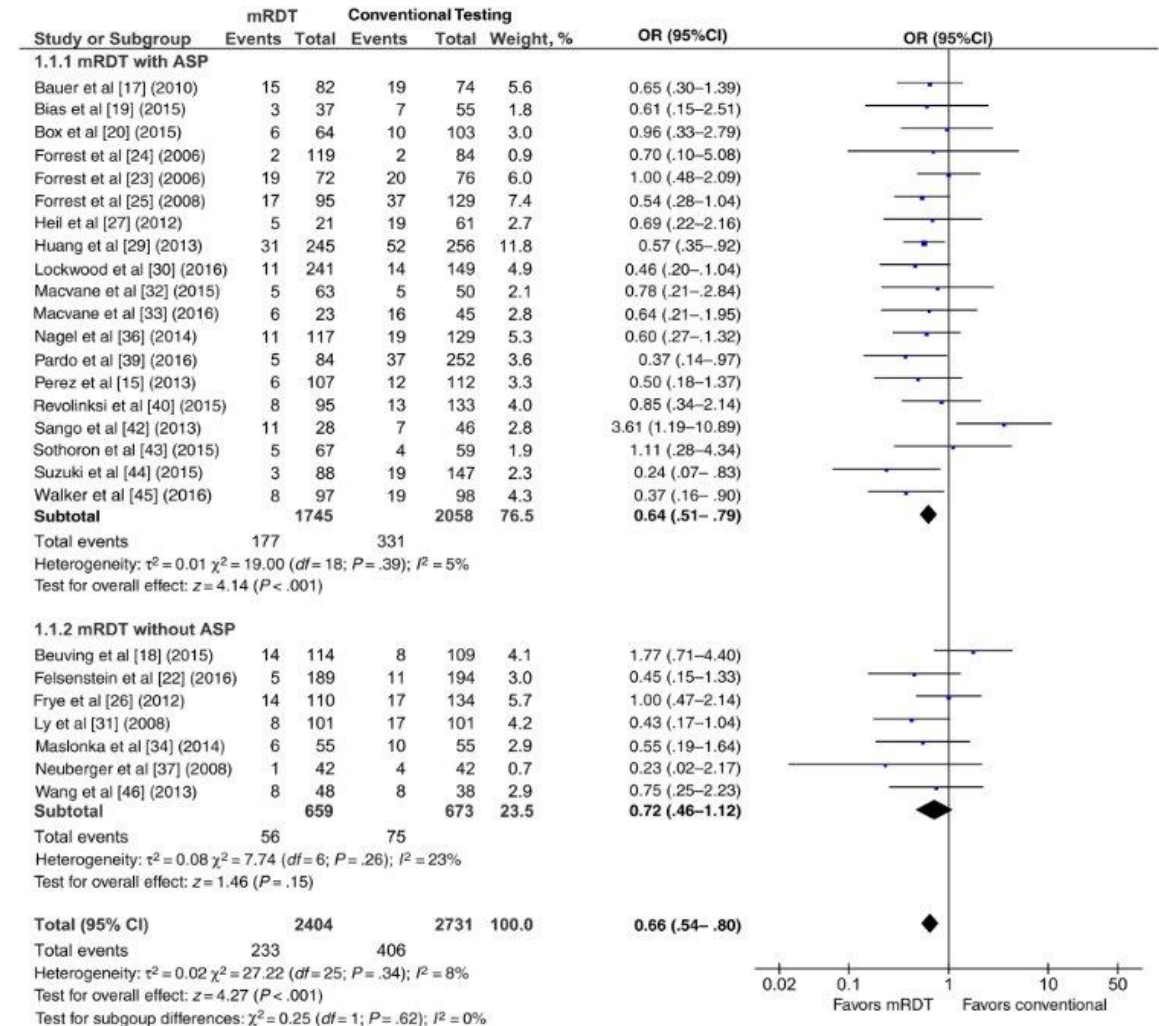 mRDT Conventional Testing
Study or Subgroup Events Total Events Total Weight, % OR (95%CI) OR (95%CI)
1.1.1 mRDT with ASP
Bauer et al [17] (2010) 15 82 19 74 5.6 0.65 (.30–1.39)
Bias et al [19] (2015) 3 37 7 55 1.8 0.61 (.15–2.51)
Box et al [20] (2015) 6 64 10 103 3.0 0.96 (.33–2.79)
Forrest et al [24] (2006) 2 119 2 84 0.9 0.70 (.10–5.08)
Forrest et al [23] (2006) 19 72 20 76 6.0 1.00 (.48–2.09)
Forrest et al [25] (2008) 17 95 37 129 7.4 0.54 (.28–1.04)
Heil et al [27] (2012) 5 21 19 61 2.7 0.69 (.22–2.16)
Huang et al [29] (2013) 31 245 52 256 11.8 0.57 (.35–.92)
Lockwood et al [30] (2016) 11 241 14 149 4.9 0.46 (.20–.1.04)
Macvane et al [32] (2015) 5 63 5 50 2.1 0.78 (.21–2.84)
Macvane et al [33] (2016) 6 23 16 45 2.8 0.64 (.21–.1.95)
Nagel et al [36] (2014) 11 117 19 129 5.3 0.60 (.27–.1.32)
Pardo et al [39] (2016) 5 84 37 252 3.6 0.37 (.14–.97)
Perez et al [15] (2013) 6 107 12 112 3.3 0.50 (.18–1.37)
Revolinksi et al [40] (2015) 8 95 13 133 4.0 0.85 (.34–2.14)
Sango et al [42] (2013) 11 28 7 46 2.8 3.61 (1.19–10.89)
Sothoron et al [43] (2015) 5 67 4 59 1.9 1.11 (.28–4.34)
Suzuki et al [44] (2015) 3 88 19 147 2.3 0.24 (.07– .83)
Walker et al [45] (2016) 8 97 19 98 4.3 0.37 (.16– .90)
Subtotal 1745 2058 76.5 0.64 (.51– .79)
Total events 177 331
Heterogeneity: τ² = 0.01 χ² = 19.00 (df = 18; P = .39); I² = 5%
Test for overall effect: z = 4.14 (P < .001)
1.1.2 mRDT without ASP
Beuving et al [18] (2015) 14 114 8 109 4.1 1.77 (.71–4.40)
Felsenstein et al [22] (2016) 5 189 11 194 3.0 0.45 (.15–1.33)
Frye et al [26] (2012) 14 110 17 134 5.7 1.00 (.47–2.14)
Ly et al [31] (2008) 8 101 17 101 4.2 0.43 (.17–1.04)
Maslonka et al [34] (2014) 6 55 10 55 2.9 0.55 (.19–1.64)
Neuberger et al [37] (2008) 1 42 4 42 0.7 0.23 (.02–2.17)
Wang et al [46] (2013) 8 48 8 38 2.9 0.75 (.25–2.23)
Subtotal 659 673 23.5 0.72 (.46–1.12)
Total events 56 75
Heterogeneity: τ² = 0.08 χ² = 7.74 (df = 6; P = .26); I² = 23%
Test for overall effect: z = 1.46 (P = .15)
Total (95% CI) 2404 2731 100.0 0.66 (.54– .80)
Total events 233 406
Heterogeneity: τ² = 0.02 χ² = 27.22 (df = 25; P = .34); I² = 8%
Test for overall effect: z = 4.27 (P < .001)
Test for subgoup differences: χ² = 0.25 (df = 1; P = .62); I² = 0%
0.02 0.1 1 10 50
Favors mRDT Favors conventional